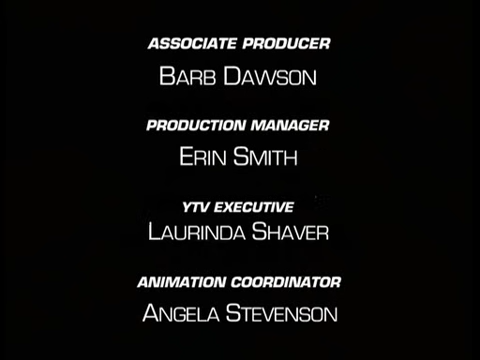 ASSOCIATE PRODUCER
BARB DAWSON
PRODUCTION MANAGER
ERIN SMITH
YTV EXECUTIVE
LAURINDA SHAVER
ANIMATION COORDINATOR
ANGELA STEVENSON